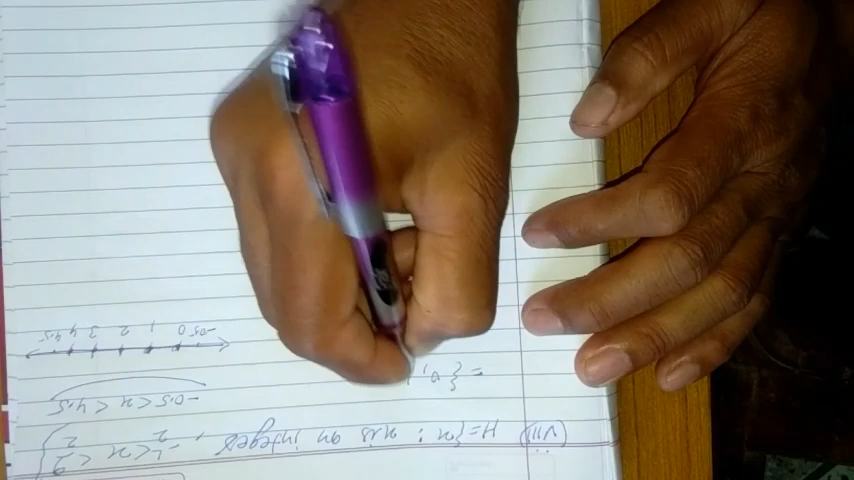 (viii) H={x : x is an integer, -1/2 < x < 9/2}
-0.5 < x < 4.5
= {0, 1
-0.5 0 1 2 3 4 4.5